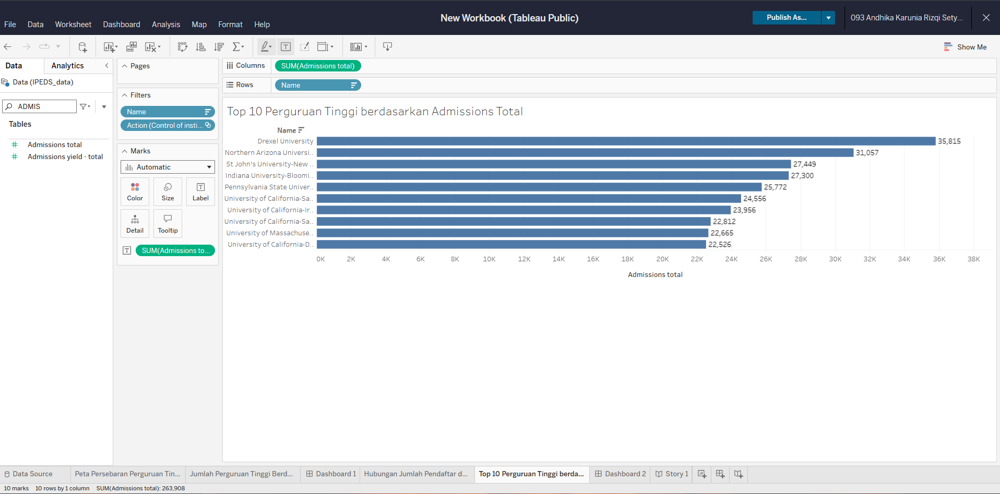 New Workbook (Tableau Public)
Publish As...
093 Andhika Karunia Rizqi Sety...
File Data Worksheet Dashboard Analysis Map Format Help
Show Me
Data Analytics
Data (IPEDS_data)
ADMIS
Tables
Admissions total
Admissions yield - total
Pages
Filters
Name
Action (Control of insti...
Marks
Automatic
Color Size Label
Detail Tooltip
SUM(Admissions to...
Columns SUM(Admissions total)
Rows Name
Top 10 Perguruan Tinggi berdasarkan Admissions Total
Name
Drexel University 35,815
Northern Arizona Universi.. 31,057
St John's University-New .. 27,449
Indiana University-Bloomi.. 27,300
Pennsylvania State Univer.. 25,772
University of California-Sa.. 24,556
University of California-Ir.. 23,956
University of California-Sa.. 22,812
University of Massachuse.. 22,665
University of California-D.. 22,526
0K 2K 4K 6K 8K 10K 12K 14K 16K 18K 20K 22K 24K 26K 28K 30K 32K 34K 36K 38K
Admissions total
Data Source Peta Persebaran Perguruan Tin... Jumlah Perguruan Tinggi Berd... Dashboard 1 Hubungan Jumlah Pendaftar d... Top 10 Perguruan Tinggi berda... Dashboard 2 Story 1
10 marks 10 rows by 1 column SUM(Admissions total): 263,908